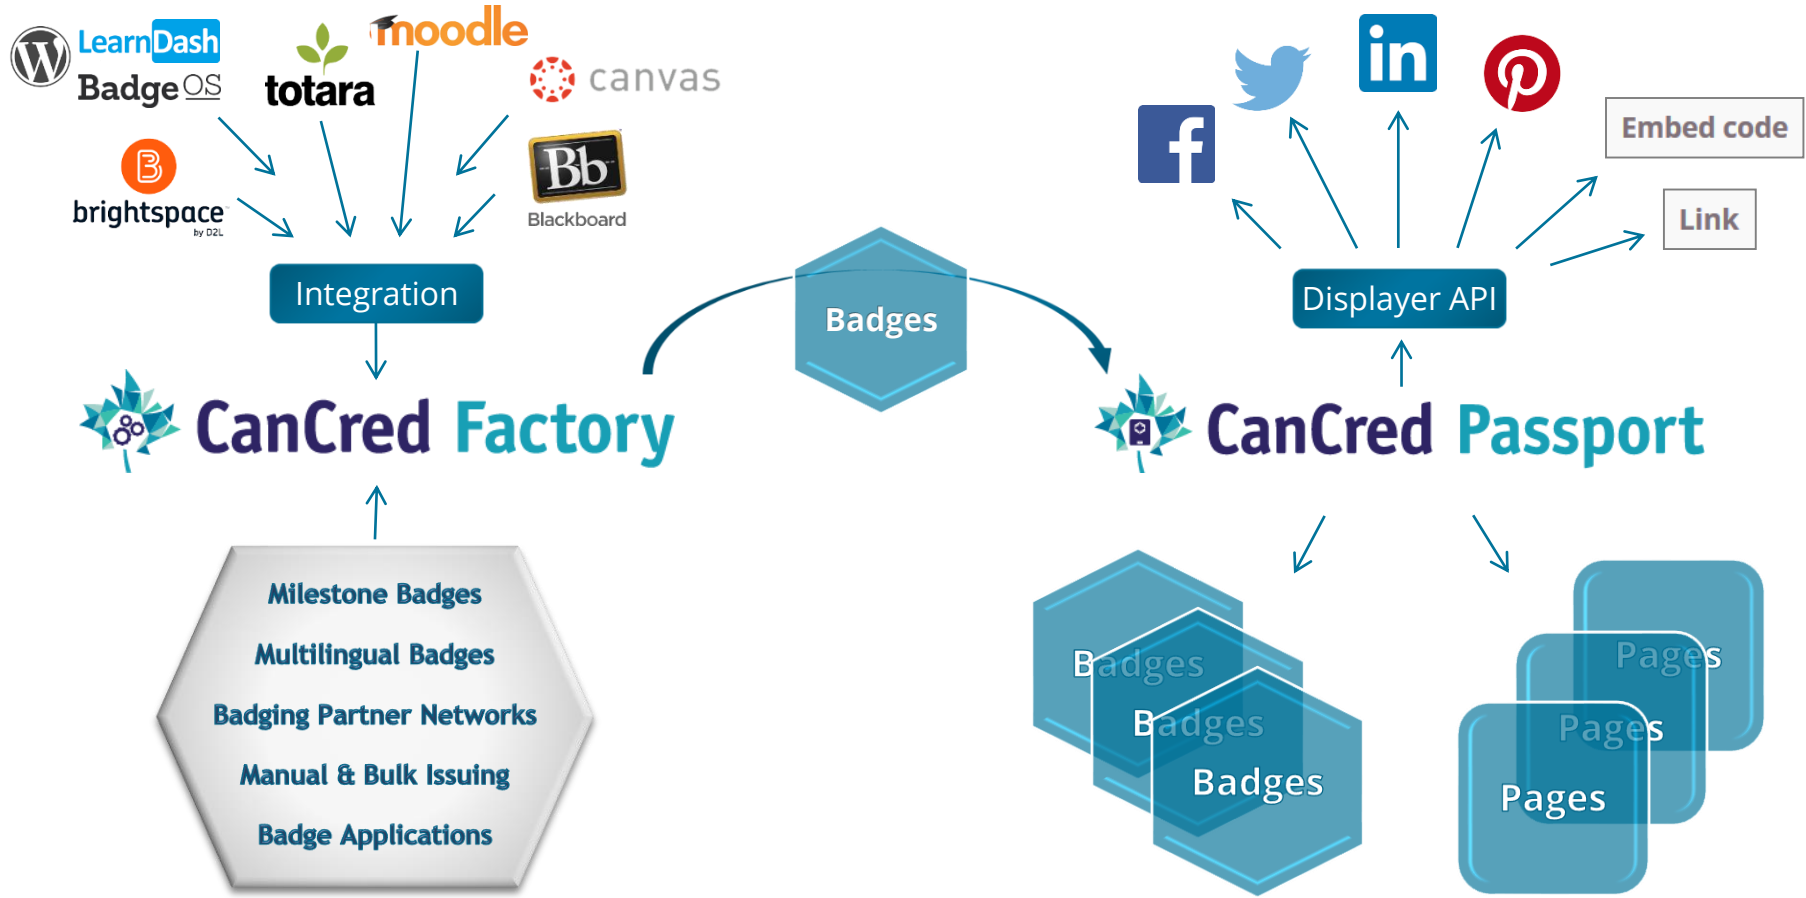 LearnDash
BadgeOS
totara
moodle
canvas
brightspace
by D2L
Bb
Blackboard
Integration
CanCred Factory
Milestone Badges
Multilingual Badges
Badging Partner Networks
Manual & Bulk Issuing
Badge Applications
Badges
in
Embed code
Link
Displayer API
CanCred Passport
Badges
Badges
Badges
Pages
Pages
Pages